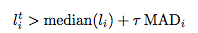 l_i^t > median(l_i) + τ MAD_i